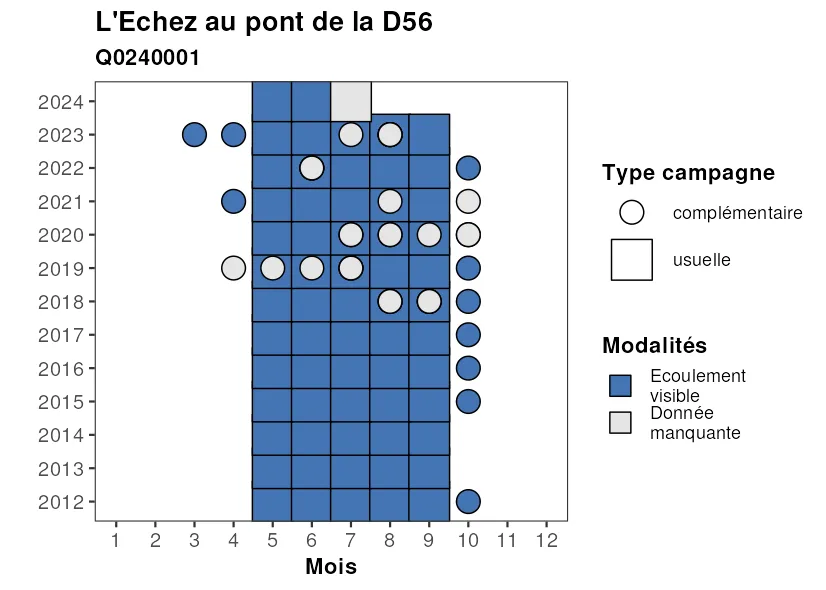 L'Echez au pont de la D56
Q0240001
2024
2023
2022
2021
2020
2019
2018
2017
2016
2015
2014
2013
2012
1 2 3 4 5 6 7 8 9 10 11 12
Mois
Type campagne
complémentaire
usuelle
Modalités
Ecoulement
visible
Donnée
manquante